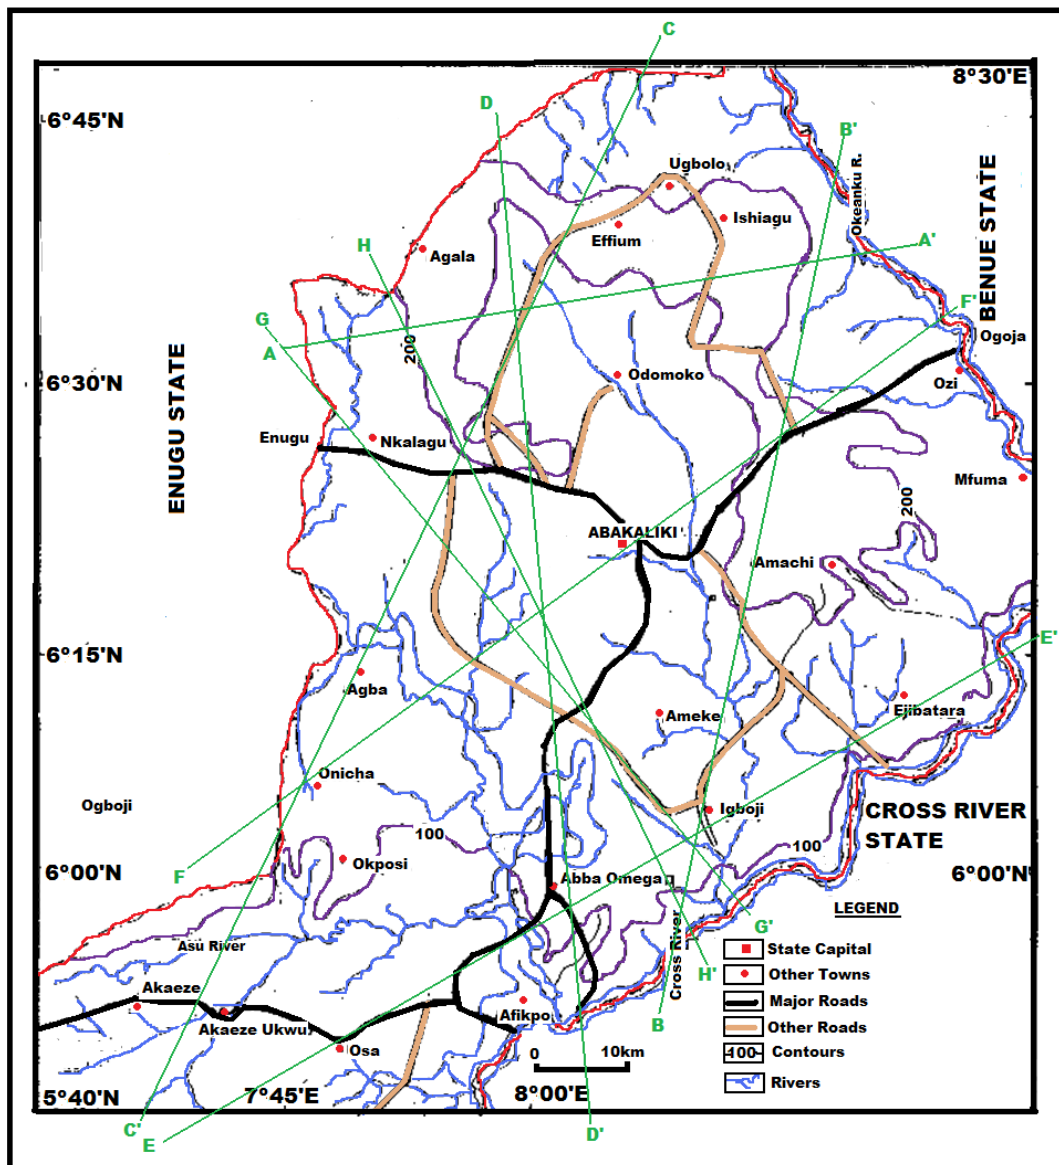 C
8°30'E
D
6°45'N
B'
Ugbolo
Okeanku R.
BENUE STATE
Ishiagu
Effium
H
A'
Agala
F'
G
Ogoja
A
200
6°30'N
Odomoko
Ozi
ENUGU STATE
Enugu
Nkalagu
Mfuma
200
ABAKALIKI
Amachi
6°15'N
E'
Agba
Ejibatara
Ameke
Onicha
Ogboji
Igboji
CROSS RIVER
STATE
100
100
Okposi
6°00'N
F
Abba Omega
6°00'N
LEGEND
G'
Asu River
Cross River
H'
State Capital
Akaeze
Other Towns
Afikpo
B
Major Roads
Akaeze Ukwu
Other Roads
Osa
0 10km
100 Contours
Rivers
5°40'N
7°45'E
8°00'E
C'
E
D'